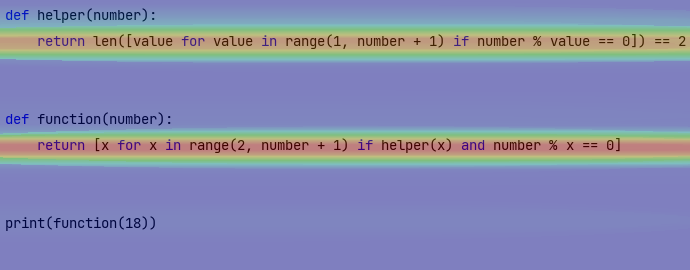 def helper(number):
    return len([value for value in range(1, number + 1) if number % value == 0]) == 2
def function(number):
    return [x for x in range(2, number + 1) if helper(x) and number % x == 0]
print(function(18))